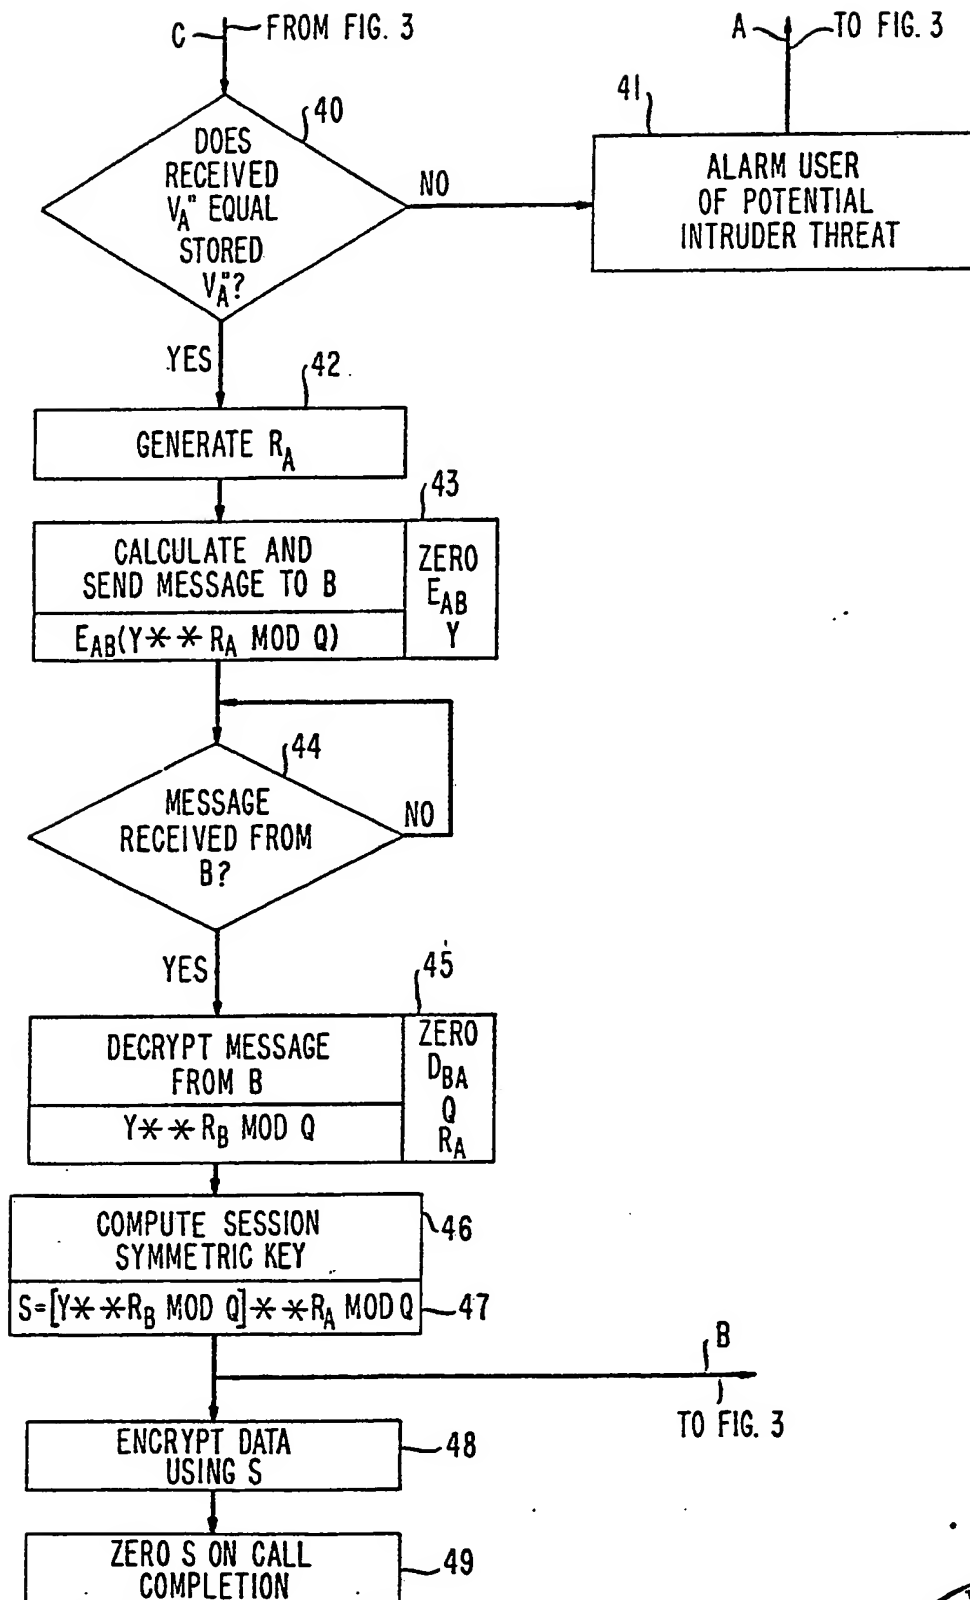 C FROM FIG. 3
A TO FIG. 3
40
DOES
RECEIVED
V_A" EQUAL
STORED
V_A"?
NO
41
ALARM USER
OF POTENTIAL
INTRUDER THREAT
YES
42
GENERATE R_A
43
CALCULATE AND
SEND MESSAGE TO B
E_AB(Y** R_A MOD Q)
ZERO
E_AB
Y
44
MESSAGE
RECEIVED FROM
B?
NO
YES
45
DECRYPT MESSAGE
FROM B
Y** R_B MOD Q
ZERO
D_BA
Q
R_A
COMPUTE SESSION
SYMMETRIC KEY
46
S=[Y**R_B MOD Q]**R_A MOD Q
47
B
TO FIG. 3
ENCRYPT DATA
USING S
48
ZERO S ON CALL
COMPLETION
49